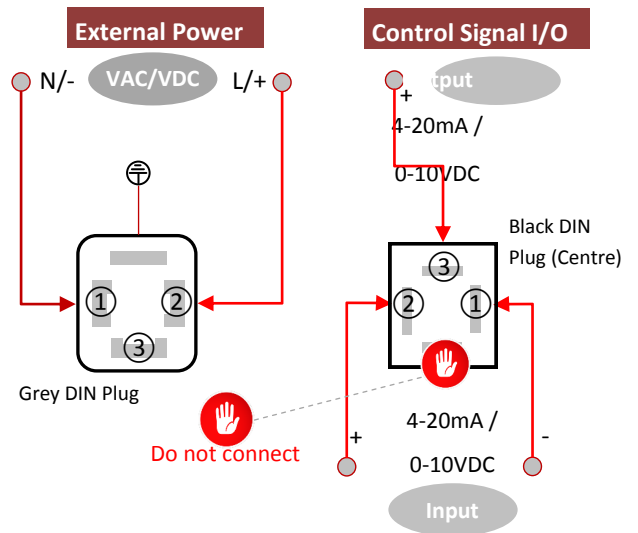 External Power
Control Signal I/O
N/-
VAC/VDC
L/+
Output
+
4-20mA /
0-10VDC
Black DIN
Plug (Centre)
3
1
2
2
1
3
Grey DIN Plug
Do not connect
+
4-20mA /
-
0-10VDC
Input